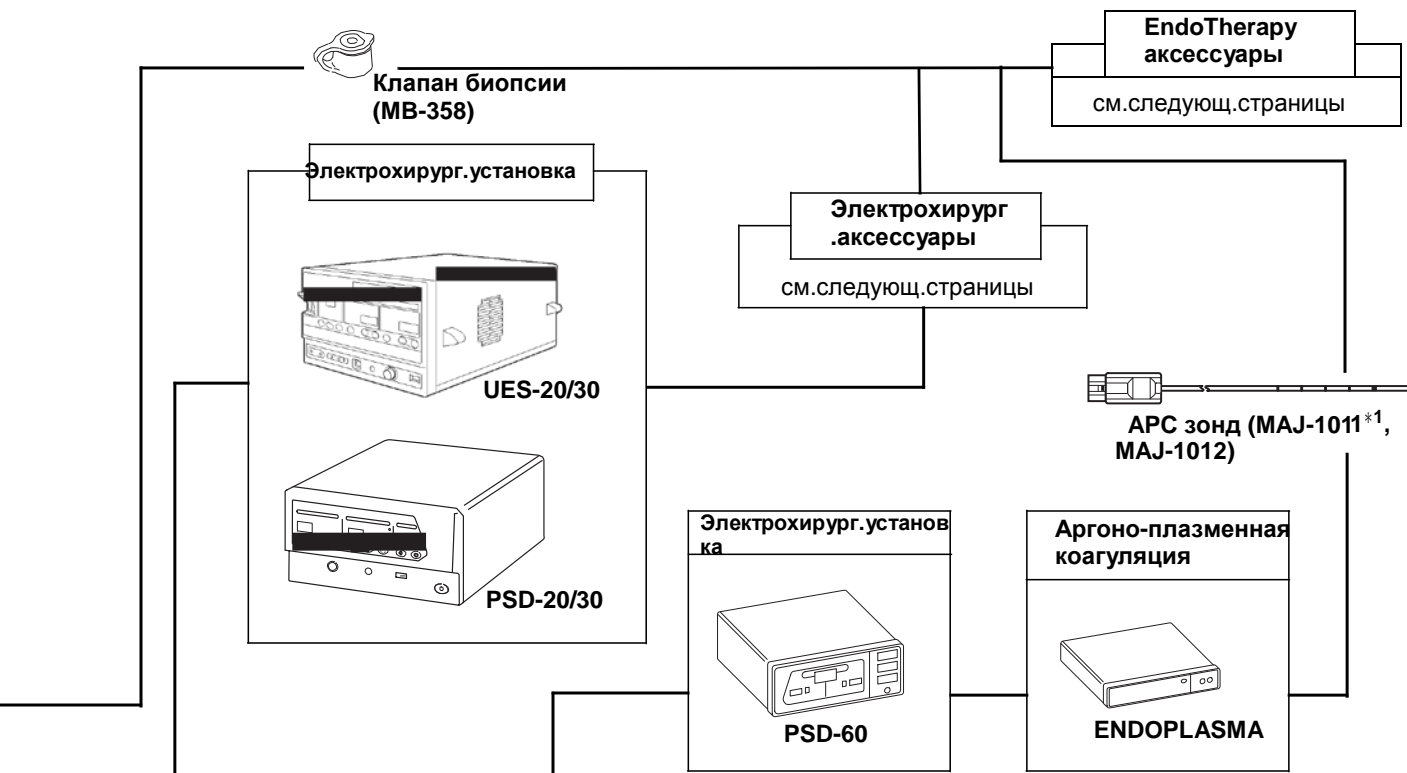 EndoTherapy
аксессуары
см.следующ.страницы
Клапан биопсии
(MB-358)
Электрохирург.установка
UES-20/30
PSD-20/30
Электрохирург
.аксессуары
см.следующ.страницы
APC зонд (MAJ-1011*1,
MAJ-1012)
Электрохирург.установ
ка
PSD-60
Аргоно-плазменная
коагуляция
ENDOPLASMA